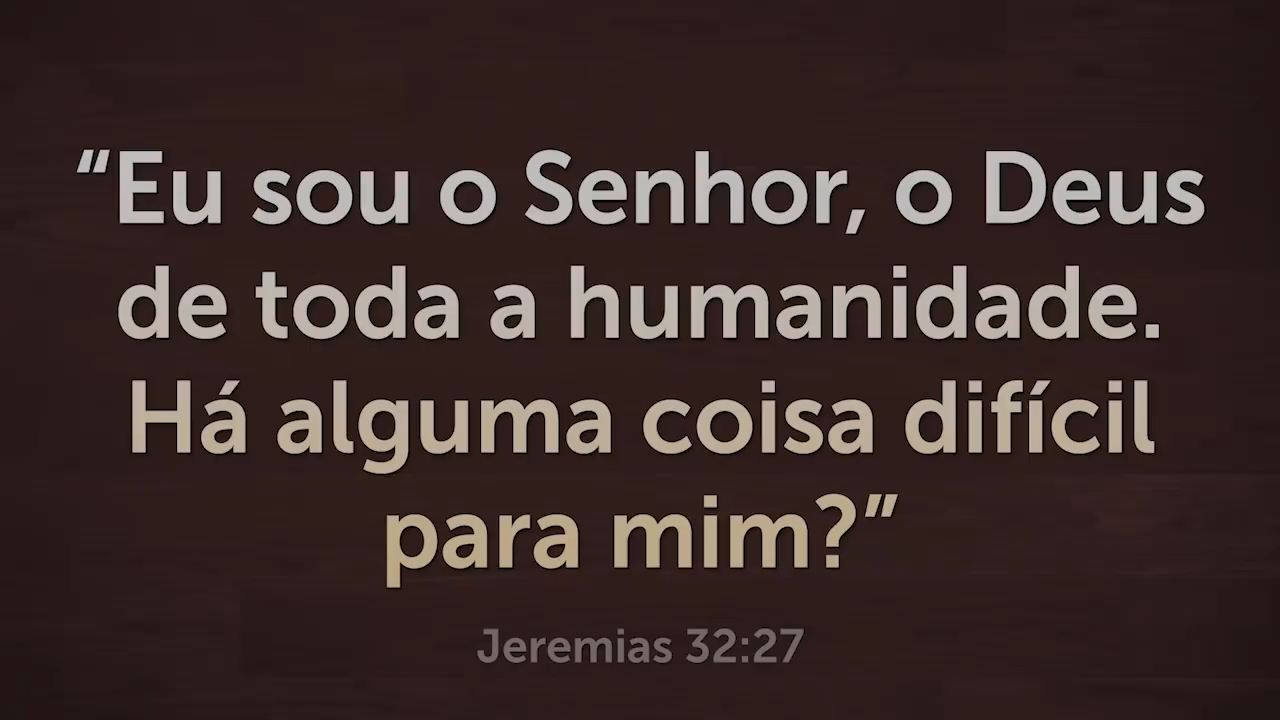 “Eu sou o Senhor, o Deus
de toda a humanidade.
Há alguma coisa difícil
para mim?”
Jeremias 32:27